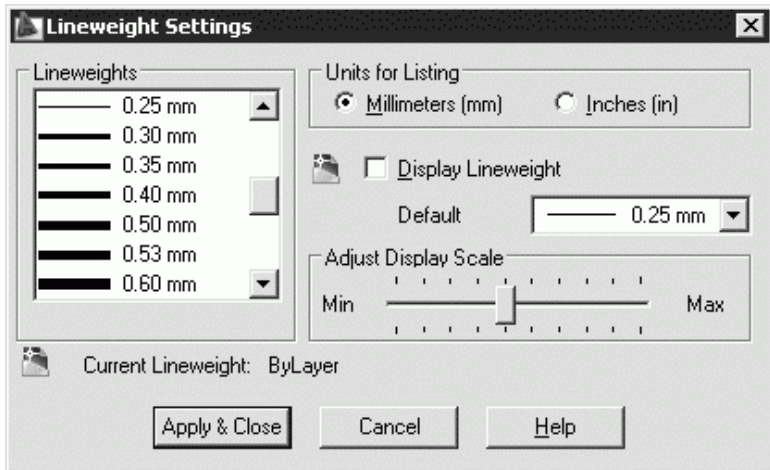 Lineweight Settings
Lineweights
0.25 mm
0.30 mm
0.35 mm
0.40 mm
0.50 mm
0.53 mm
0.60 mm
Units for Listing
Millimeters (mm)
Inches (in)
Display Lineweight
Default
0.25 mm
Adjust Display Scale
Min
Max
Current Lineweight: ByLayer
Apply & Close
Cancel
Help